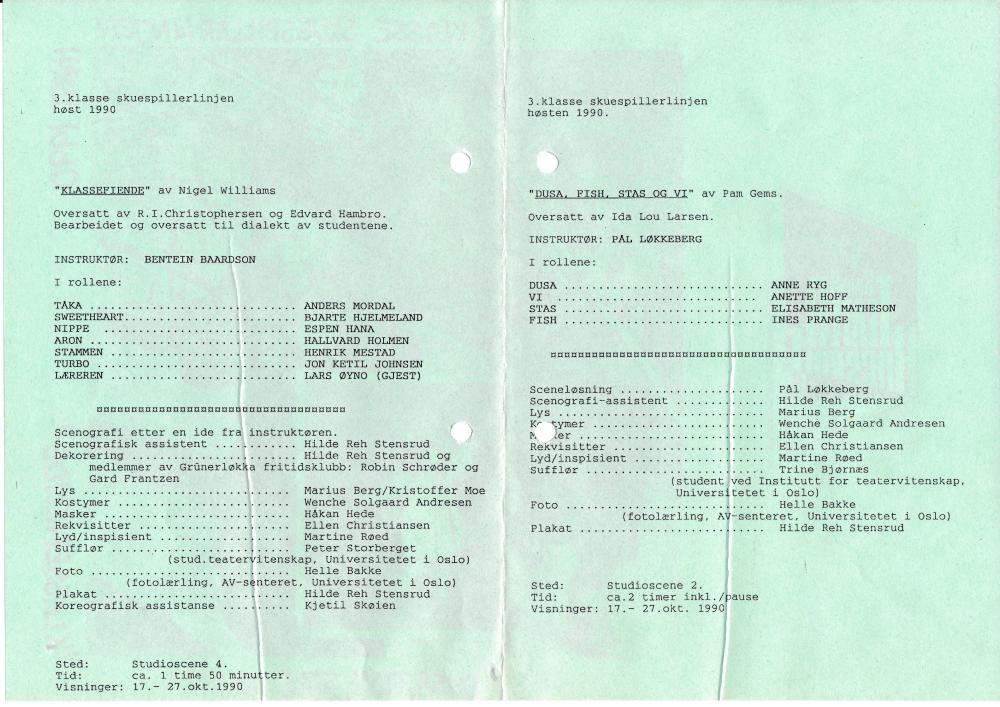 3.klasse skuespillerlinjen
høst 1990
"KLASSEFIENDE" av Nigel Williams
Oversatt av R.I.Christophersen og Edvard Hambro.
Bearbeidet og oversatt til dialekt av studentene.
INSTRUKTØR: BENTEIN BAARDSON
I rollene:
TÅKA .............................. ANDERS MORDAL
SWEETHEART......................... BJARTE HJELMELAND
NIPPE ............................ ESPEN HANA
ARON .............................. HALLVARD HOLMEN
STAMMEN ........................... HENRIK MESTAD
TURBO ............................. JON KETIL JOHNSEN
LÆREREN ........................... LARS ØYNO (GJEST)
¤¤¤¤¤¤¤¤¤¤¤¤¤¤¤¤¤¤¤¤¤¤¤¤¤¤¤¤¤¤¤¤¤¤¤¤
Scenografi etter en ide fra instruktøren.
Scenografisk assistent ............ Hilde Reh Stensrud
Dekorering ........................ Hilde Reh Stensrud og
medlemmer av Grünerløkka fritidsklubb: Robin Schrøder og
Gard Frantzen
Lys .............................. Marius Berg/Kristoffer Moe
Kostymer .......................... Wenche Solgaard Andresen
Masker ............................ Håkan Hede
Rekvisitter ....................... Ellen Christiansen
Lyd/inspisient .................... Martine Røed
Sufflør ........................... Peter Storberget
(stud.teatervitenskap, Universitetet i Oslo)
Foto .............................. Helle Bakke
(fotolærling, AV-senteret, Universitetet i Oslo)
Plakat ............................ Hilde Reh Stensrud
Koreografisk assistanse .......... Kjetil Skøien
Sted: Studioscene 4.
Tid: ca. 1 time 50 minutter.
Visninger: 17.- 27.okt.1990
3.klasse skuespillerlinjen
høsten 1990.
"DUSA, FISH, STAS OG VI" av Pam Gems.
Oversatt av Ida Lou Larsen.
INSTRUKTØR: PÅL LØKKEBERG
I rollene:
DUSA ............................. ANNE RYG
VI ............................. ANETTE HOFF
STAS ............................. ELISABETH MATHESON
FISH ............................. INES PRANGE
¤¤¤¤¤¤¤¤¤¤¤¤¤¤¤¤¤¤¤¤¤¤¤¤¤¤¤¤¤¤¤¤¤¤¤¤¤
Sceneløsning ..................... Pål Løkkeberg
Scenografi-assistent .............. Hilde Reh Stensrud
Lys .............................. Marius Berg
Kostymer ......................... Wenche Solgaard Andresen
Masker ........................... Håkan Hede
Rekvisitter ...................... Ellen Christiansen
Lyd/inspisient ................... Martine Røed
Sufflør .......................... Trine Bjørnæs
(student ved Institutt for teatervitenskap,
Universitetet i Oslo)
Foto ............................. Helle Bakke
(fotolærling, AV-senteret, Universitetet i Oslo)
Plakat ........................... Hilde Reh Stensrud
Sted: Studioscene 2.
Tid: ca.2 timer inkl./pause
Visninger: 17.- 27.okt. 1990